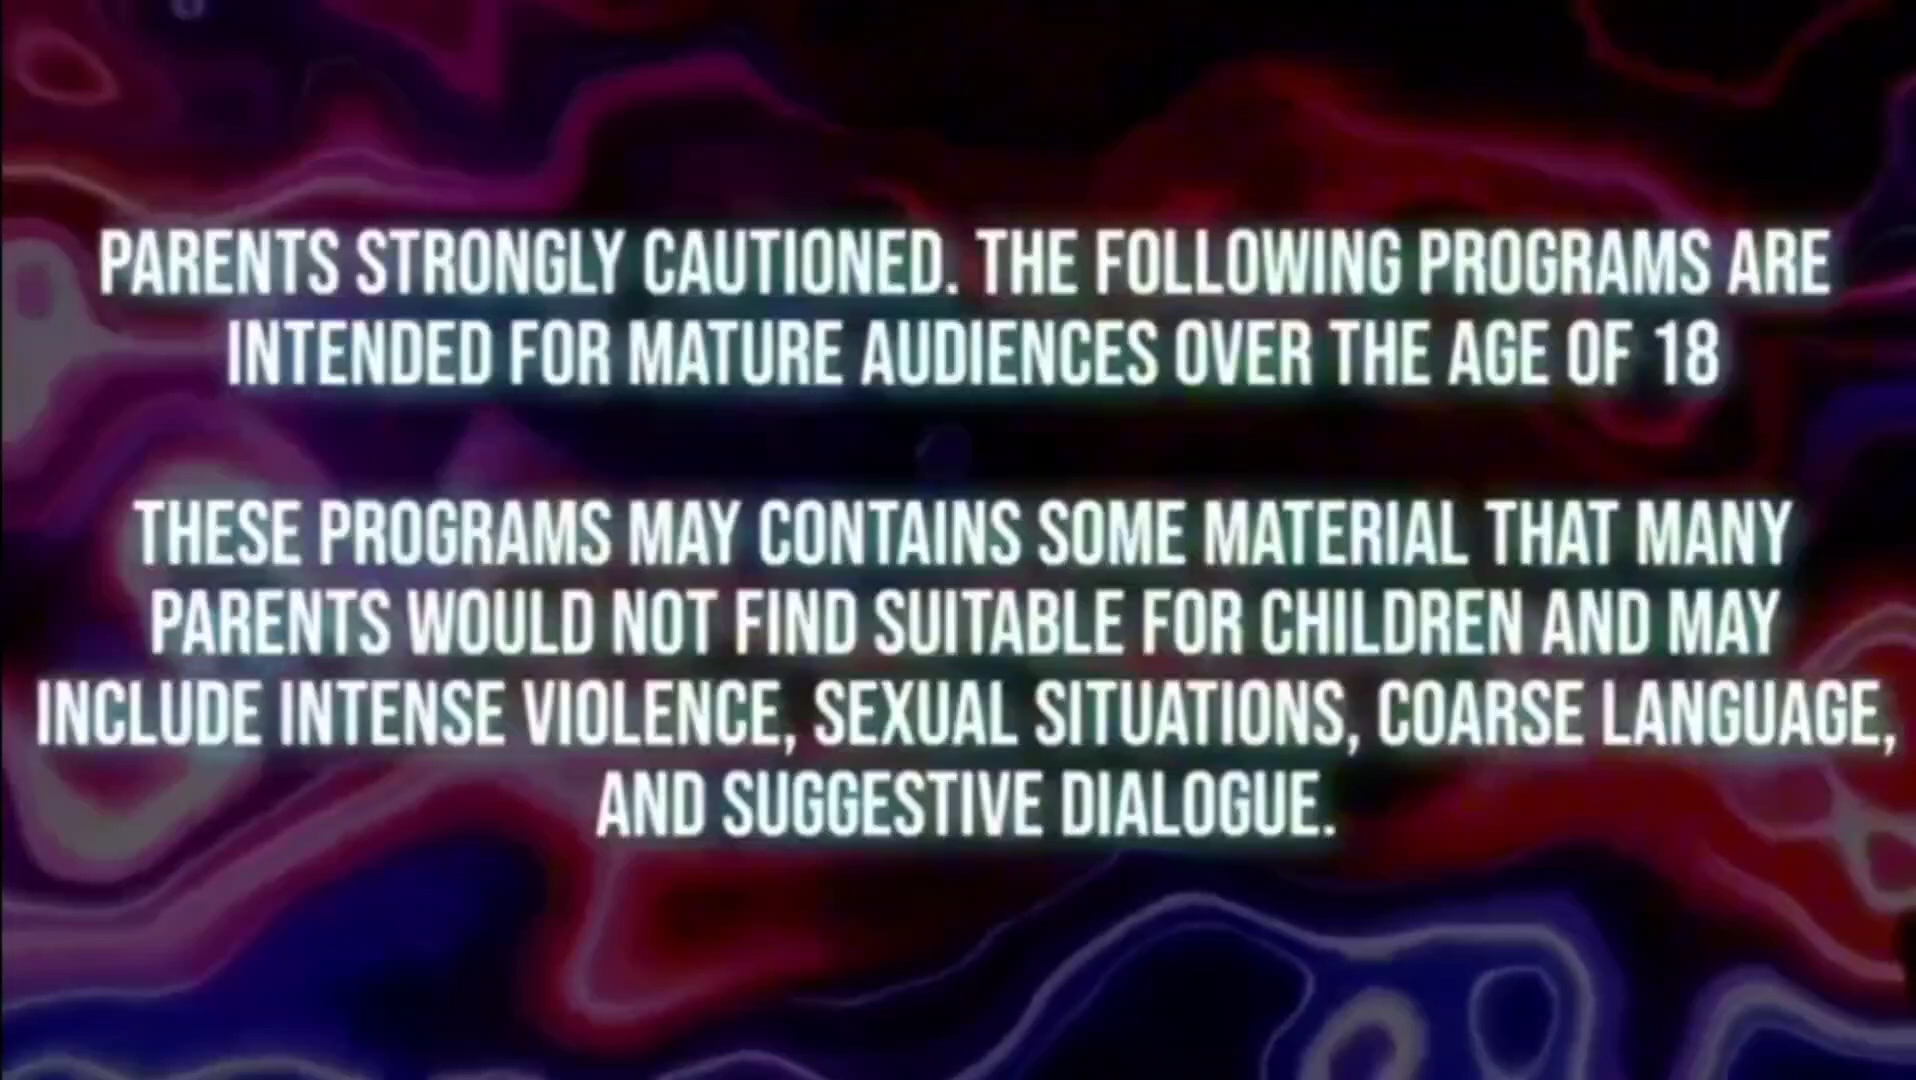 PARENTS STRONGLY CAUTIONED. THE FOLLOWING PROGRAMS ARE
INTENDED FOR MATURE AUDIENCES OVER THE AGE OF 18
THESE PROGRAMS MAY CONTAINS SOME MATERIAL THAT MANY
PARENTS WOULD NOT FIND SUITABLE FOR CHILDREN AND MAY
INCLUDE INTENSE VIOLENCE, SEXUAL SITUATIONS, COARSE LANGUAGE,
AND SUGGESTIVE DIALOGUE.